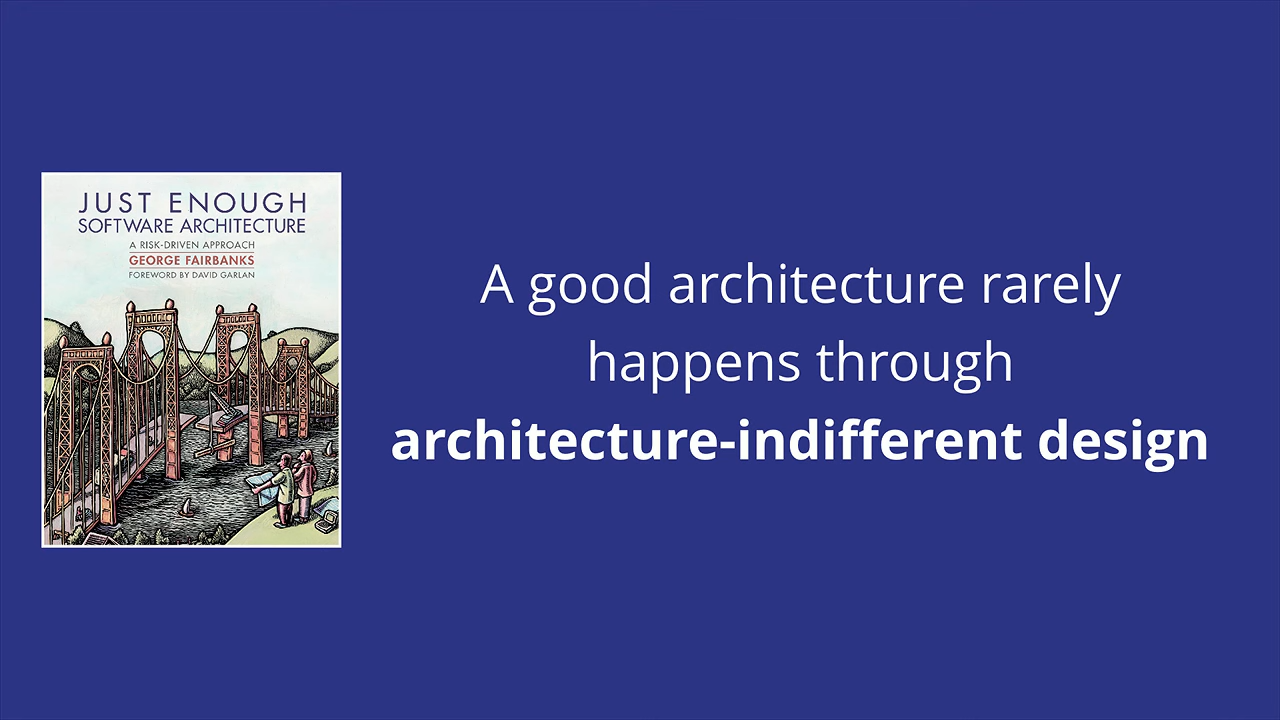 JUST ENOUGH
SOFTWARE ARCHITECTURE
A RISK-DRIVEN APPROACH
GEORGE FAIRBANKS
FOREWORD BY DAVID GARLAN
A good architecture rarely
happens through
architecture-indifferent design